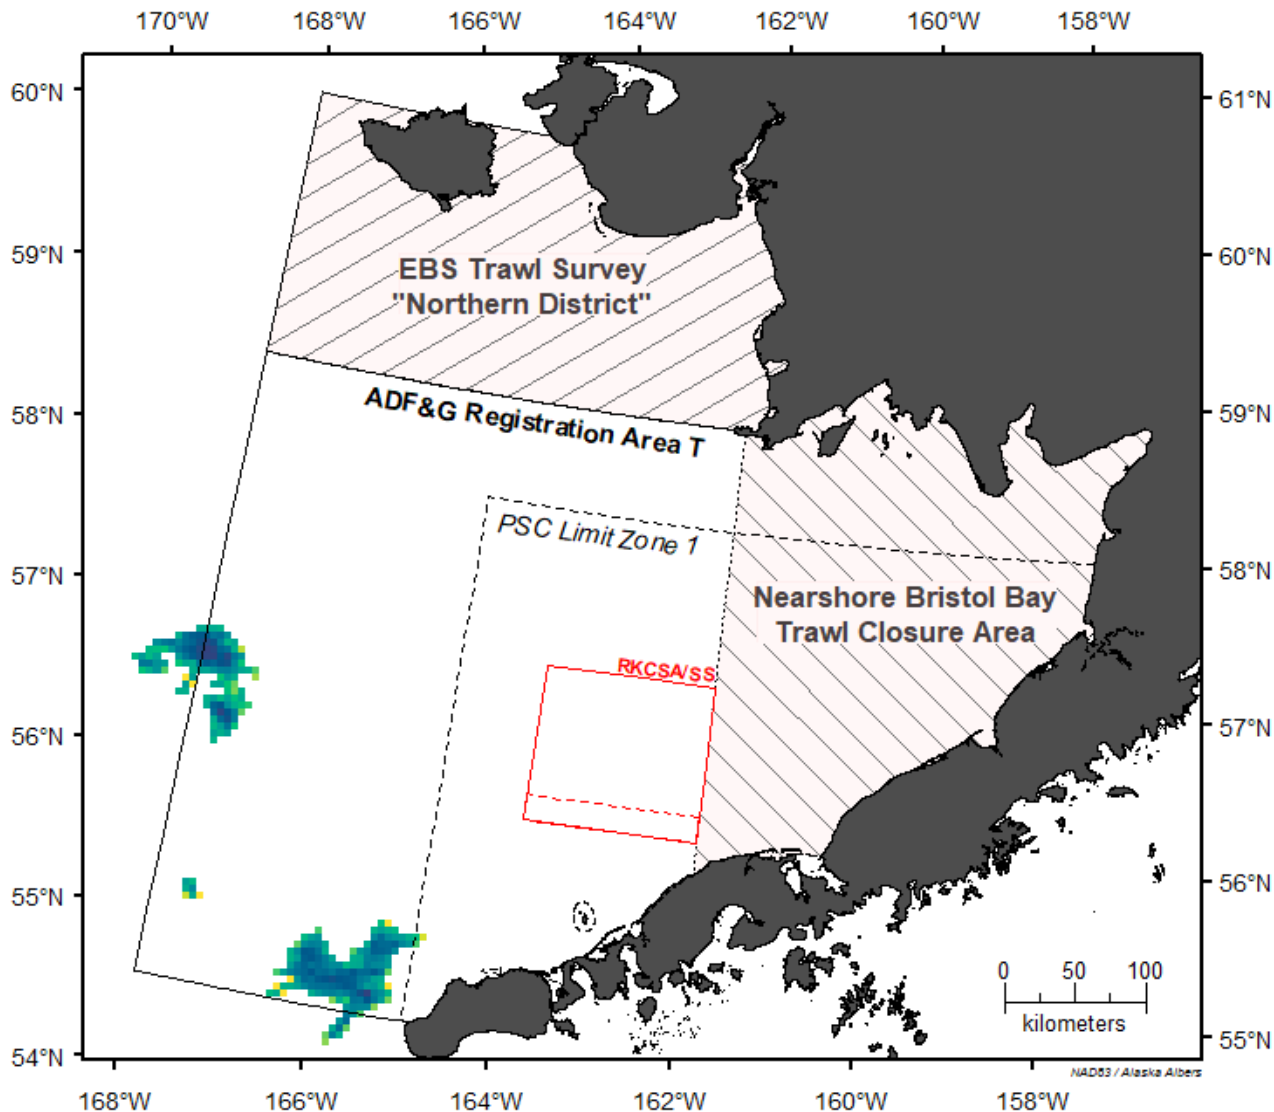 170°W 168°W 166°W 164°W 162°W 160°W 158°W
60°N
61°N
EBS Trawl Survey
"Northern District"
59°N
60°N
ADF&G Registration Area T
58°N
59°N
PSC Limit Zone 1
57°N
58°N
Nearshore Bristol Bay
Trawl Closure Area
RKCSA/SS
56°N
57°N
55°N
56°N
0 50 100
kilometers
54°N
55°N
NAD83 / Alaska Albers
168°W 166°W 164°W 162°W 160°W 158°W